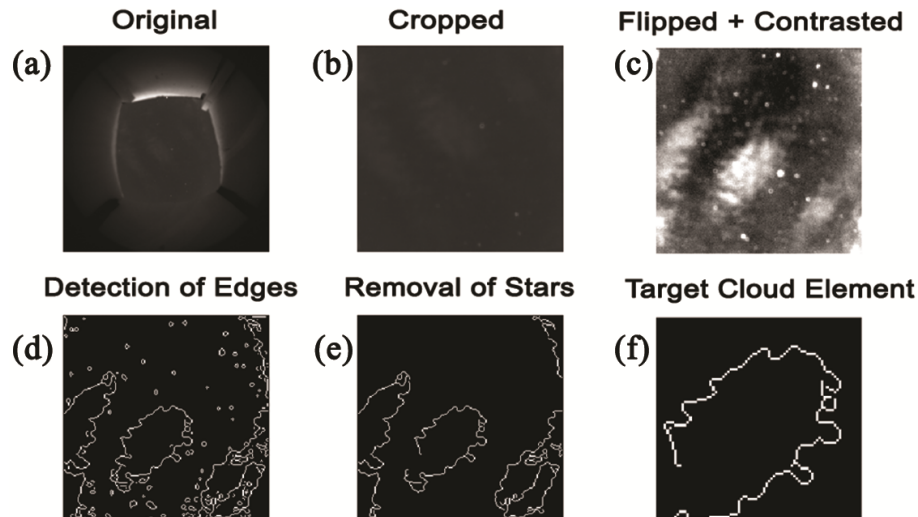 Original
Cropped
Flipped + Contrasted
(a)
(b)
(c)
Detection of Edges
Removal of Stars
Target Cloud Element
(d)
(e)
(f)